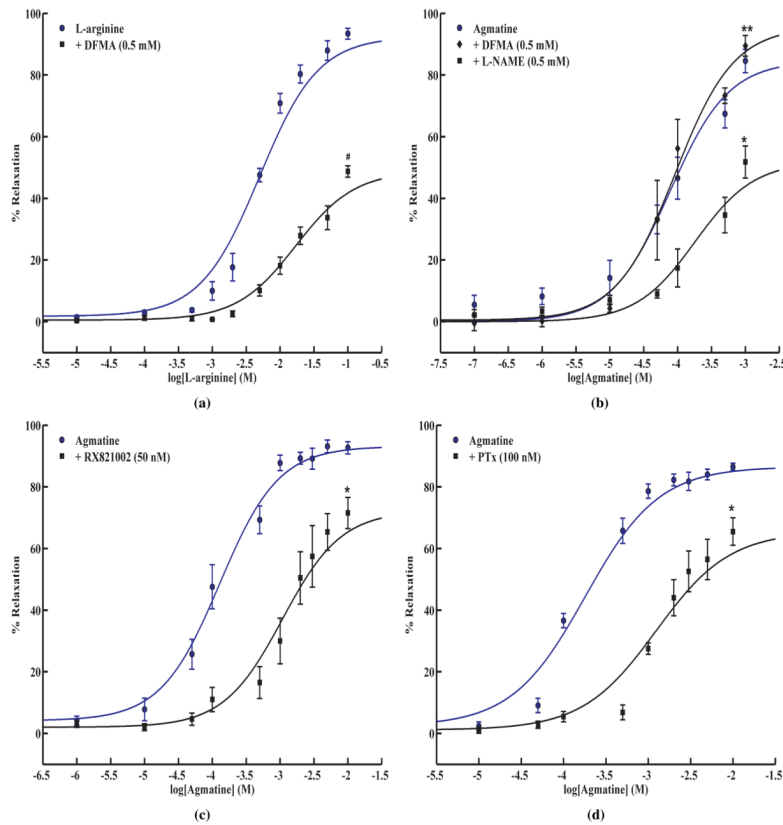 L-arginine
+ DFMA (0.5 mM)
100
80
60
40
20
0
% Relaxation
#
-5.5 -5 -4.5 -4 -3.5 -3 -2.5 -2 -1.5 -1 -0.5
log[L-arginine] (M)
(a)
Agmatine
+ DFMA (0.5 mM)
+ L-NAME (0.5 mM)
100
80
60
40
20
0
% Relaxation
**
*
-7.5 -7 -6.5 -6 -5.5 -5 -4.5 -4 -3.5 -3 -2.5
log[Agmatine] (M)
(b)
Agmatine
+ RX821002 (50 nM)
100
80
60
40
20
0
% Relaxation
*
-6.5 -6 -5.5 -5 -4.5 -4 -3.5 -3 -2.5 -2 -1.5
log[Agmatine] (M)
(c)
Agmatine
+ PTx (100 nM)
100
80
60
40
20
0
% Relaxation
*
-5.5 -5 -4.5 -4 -3.5 -3 -2.5 -2 -1.5
log[Agmatine] (M)
(d)